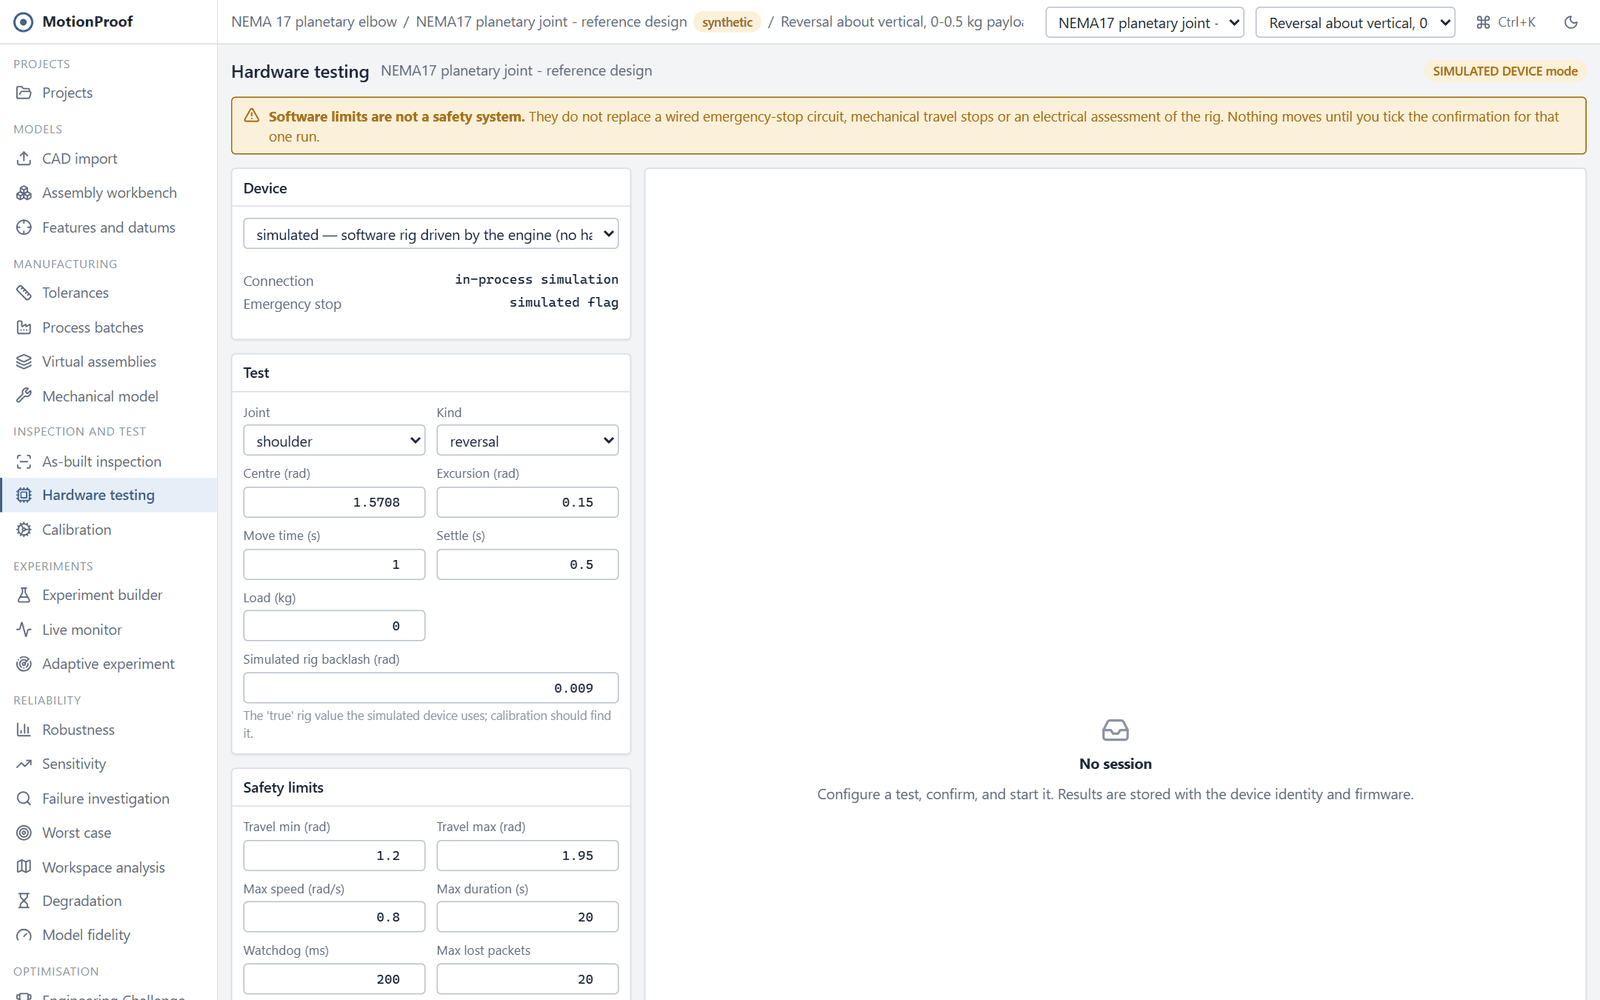 MotionProof
NEMA 17 planetary elbow / NEMA17 planetary joint - reference design synthetic / Reversal about vertical, 0-0.5 kg
NEMA17 planetary joint -
Reversal about vertical, 0
Ctrl+K
PROJECTS
Projects
MODELS
CAD import
Assembly workbench
Features and datums
MANUFACTURING
Tolerances
Process batches
Virtual assemblies
Mechanical model
INSPECTION AND TEST
As-built inspection
Hardware testing
Calibration
EXPERIMENTS
Experiment builder
Live monitor
Adaptive experiment
RELIABILITY
Robustness
Sensitivity
Failure investigation
Worst case
Workspace analysis
Degradation
Model fidelity
OPTIMISATION
Hardware testing NEMA17 planetary joint - reference design
SIMULATED DEVICE mode
Software limits are not a safety system. They do not replace a wired emergency-stop circuit, mechanical travel stops or an electrical assessment of the rig. Nothing moves until you tick the confirmation for that
one run.
Device
simulated — software rig driven by the engine (no
Connection in-process simulation
Emergency stop simulated flag
Test
Joint Kind
shoulder reversal
Centre (rad) Excursion (rad)
1.5708 0.15
Move time (s) Settle (s)
1 0.5
Load (kg)
0
Simulated rig backlash (rad)
0.009
The 'true' rig value the simulated device uses; calibration should find
it.
Safety limits
Travel min (rad) Travel max (rad)
1.2 1.95
Max speed (rad/s) Max duration (s)
0.8 20
Watchdog (ms) Max lost packets
200 20
No session
Configure a test, confirm, and start it. Results are stored with the device identity and firmware.